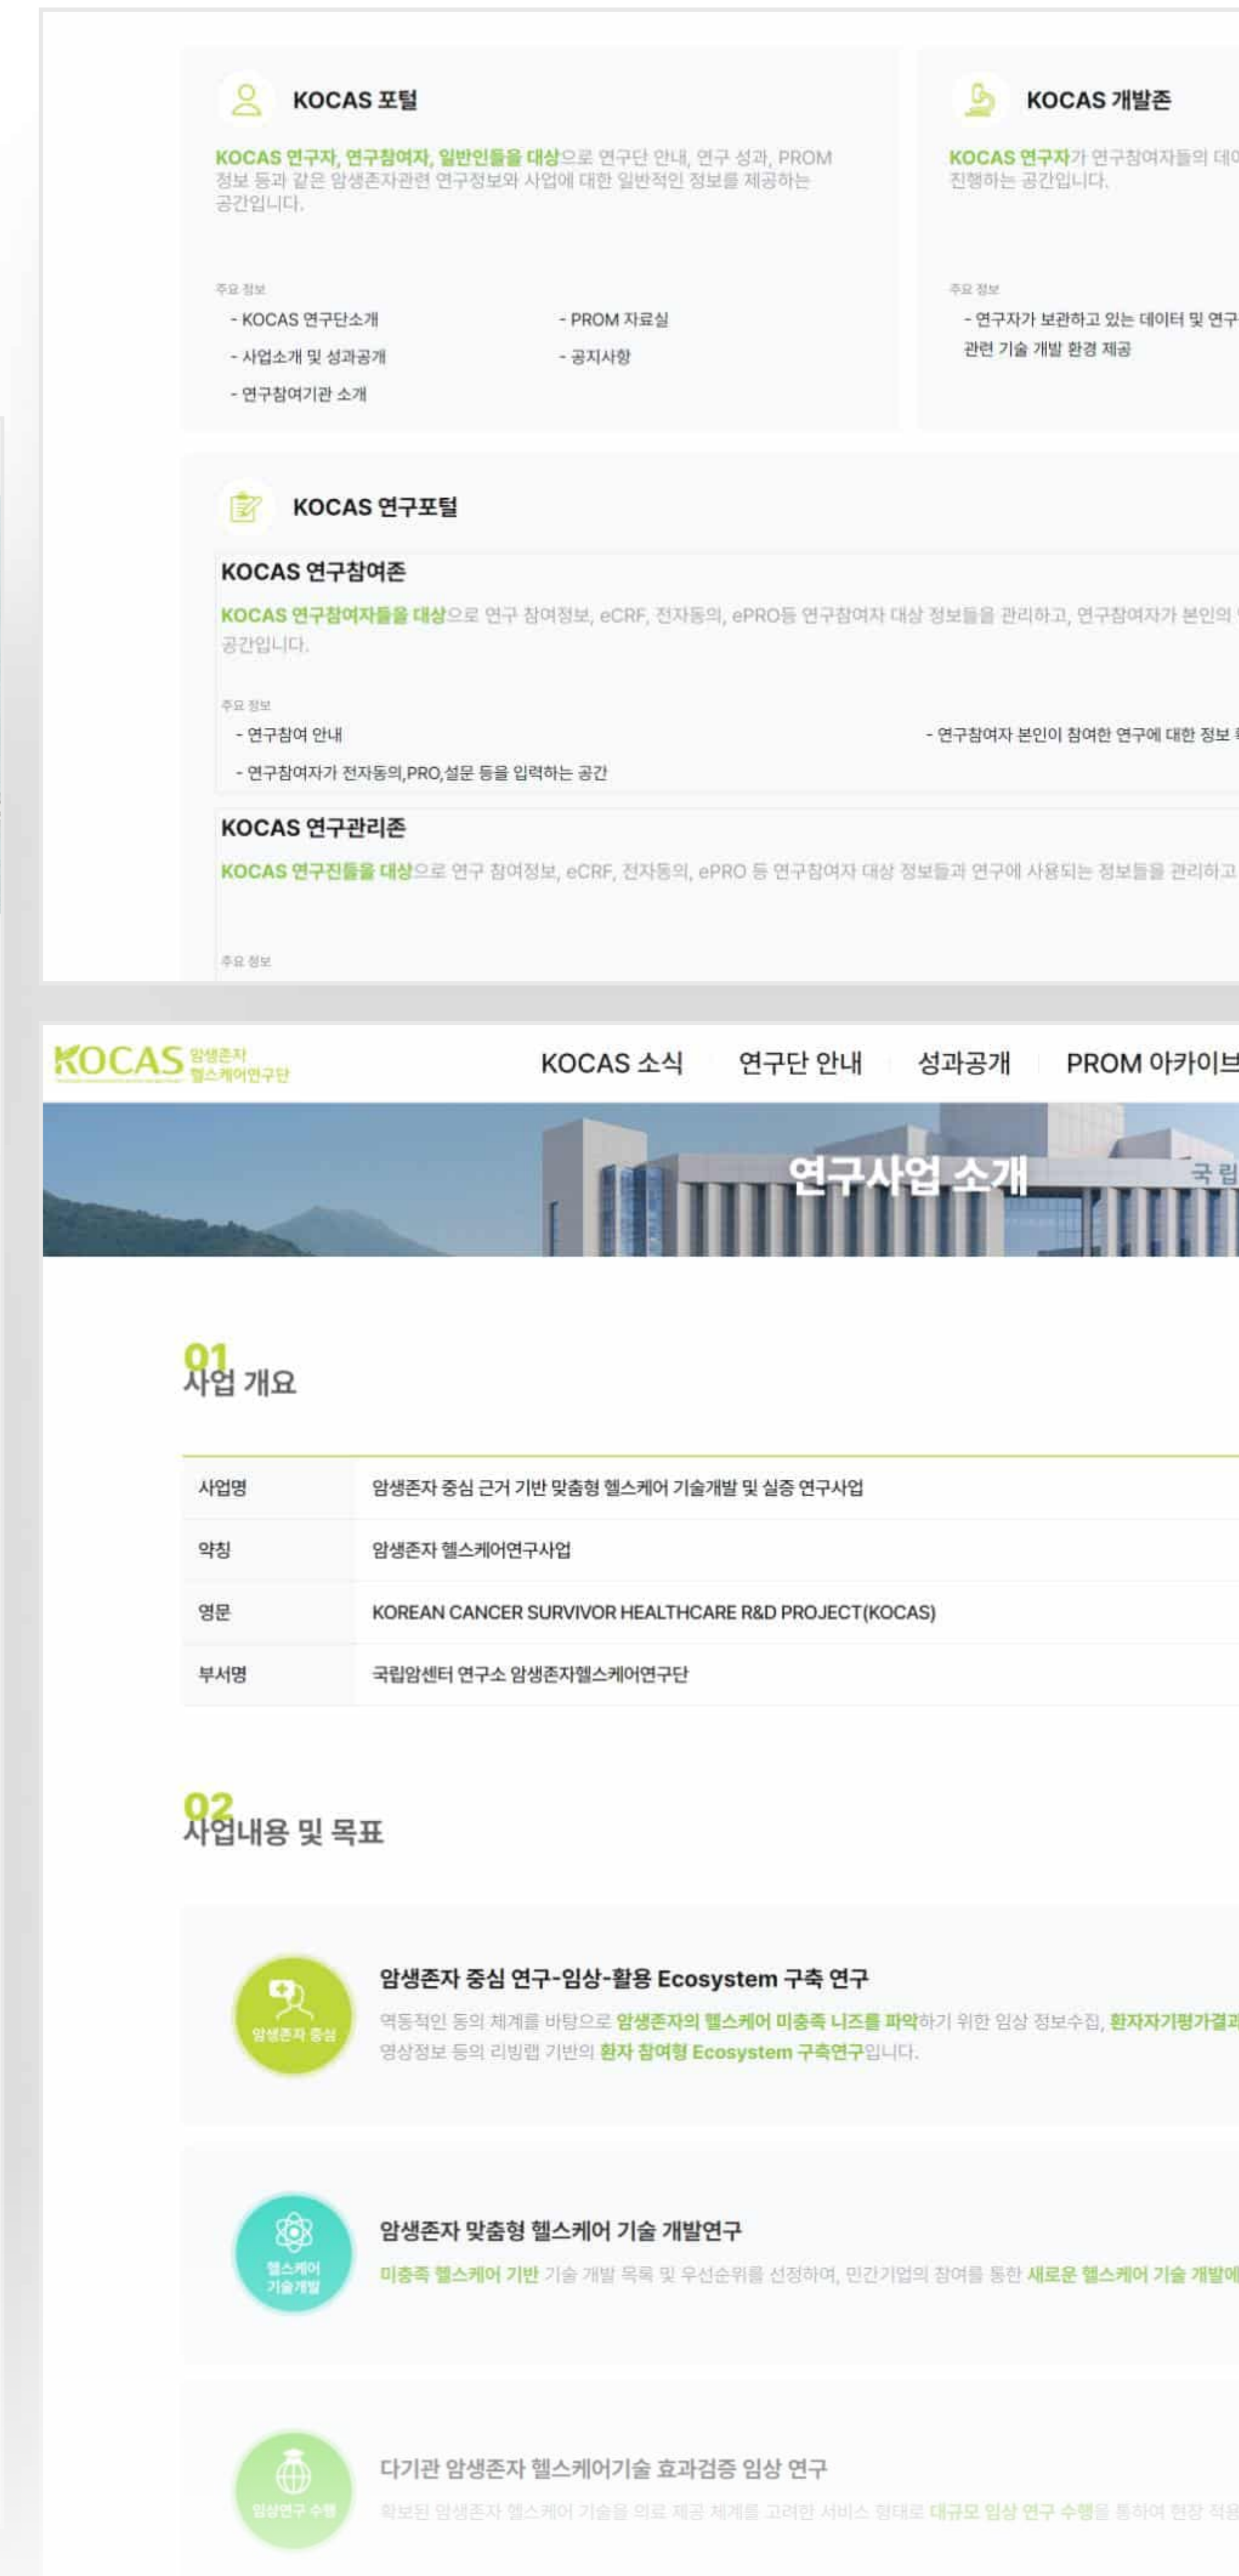 KOCAS 포털
KOCAS 연구자, 연구참여자, 일반인들을 대상으로 연구단 안내, 연구 성과, PROM
정보 등과 같은 암생존자관련 연구정보와 사업에 대한 일반적인 정보를 제공하는
공간입니다.
주요 정보
- KOCAS 연구단소개
- PROM 자료실
- 사업소개 및 성과공개
- 공지사항
- 연구참여기관 소개
KOCAS 개발존
KOCAS 연구자가 연구참여자들의 데이
진행하는 공간입니다.
주요 정보
- 연구자가 보관하고 있는 데이터 및 연구
관련 기술 개발 환경 제공
KOCAS 연구포털
KOCAS 연구참여존
KOCAS 연구참여자들을 대상으로 연구 참여정보, eCRF, 전자동의, ePRO등 연구참여자 대상 정보들을 관리하고, 연구참여자가 본인의
공간입니다.
주요 정보
- 연구참여 안내
- 연구참여자 본인이 참여한 연구에 대한 정보
- 연구참여자가 전자동의,PRO,설문 등을 입력하는 공간
KOCAS 연구관리존
KOCAS 연구진들을 대상으로 연구 참여정보, eCRF, 전자동의, ePRO 등 연구참여자 대상 정보들과 연구에 사용되는 정보들을 관리하고
주요 정보
KOCAS 암생존자
헬스케어연구단
KOCAS 소식 연구단 안내 성과공개 PROM 아카이브
연구사업 소개
국립
01
사업 개요
사업명 암생존자 중심 근거 기반 맞춤형 헬스케어 기술개발 및 실증 연구사업
약칭 암생존자 헬스케어연구사업
영문 KOREAN CANCER SURVIVOR HEALTHCARE R&D PROJECT(KOCAS)
부서명 국립암센터 연구소 암생존자헬스케어연구단
02
사업내용 및 목표
암생존자 중심
암생존자 중심 연구-임상-활용 Ecosystem 구축 연구
역동적인 동의 체계를 바탕으로 암생존자의 헬스케어 미충족 니즈를 파악하기 위한 임상 정보수집, 환자자기평가결과
영상정보 등의 리빙랩 기반의 환자 참여형 Ecosystem 구축연구입니다.
헬스케어
기술개발
암생존자 맞춤형 헬스케어 기술 개발연구
미충족 헬스케어 기반 기술 개발 목록 및 우선순위를 선정하여, 민간기업의 참여를 통한 새로운 헬스케어 기술 개발에
임상연구 수행
다기관 암생존자 헬스케어기술 효과검증 임상 연구
확보된 암생존자 헬스케어 기술을 의료 제공 체계를 고려한 서비스 형태로 대규모 임상 연구 수행을 통하여 현장 적용